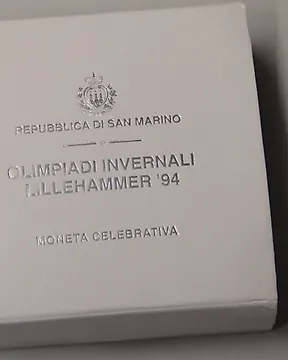 REPUBBLICA DI SAN MARINO
OLIMPIADI INVERNALI
LILLEHAMMER '94
MONETA CELEBRATIVA